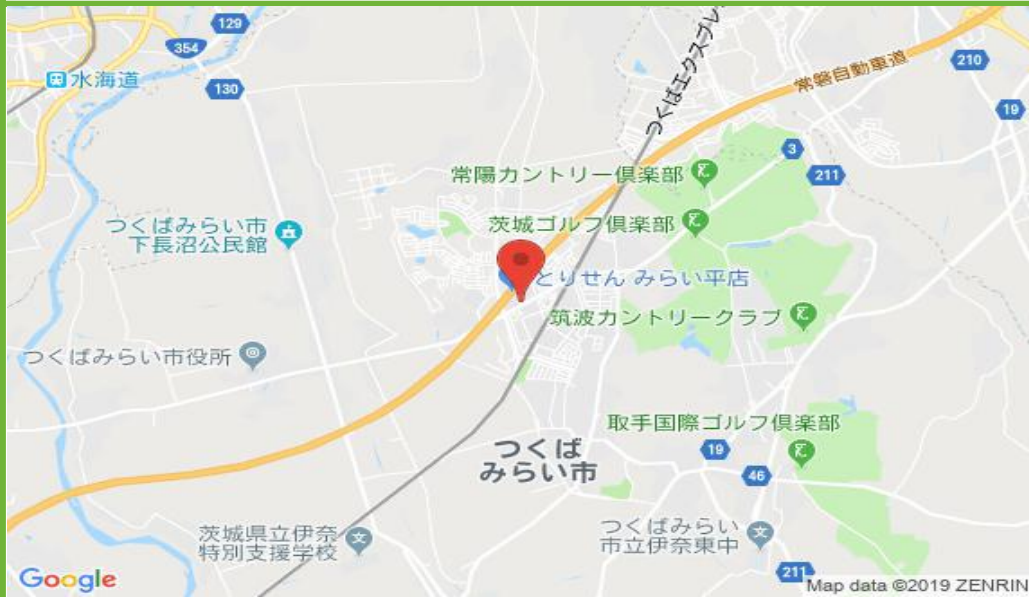 129
354
水海道
130
常磐自動車道
210
19
つくばエクスプレ
3
211
常陽カントリー倶楽部
茨城ゴルフ倶楽部
つくばみらい市
下長沼公民館
とりせん みらい平店
筑波カントリークラブ
つくばみらい市役所
取手国際ゴルフ倶楽部
つくば
みらい市
19
46
茨城県立伊奈
特別支援学校
つくばみらい
市立伊奈東中
211
Google
Map data ©2019 ZENRIN